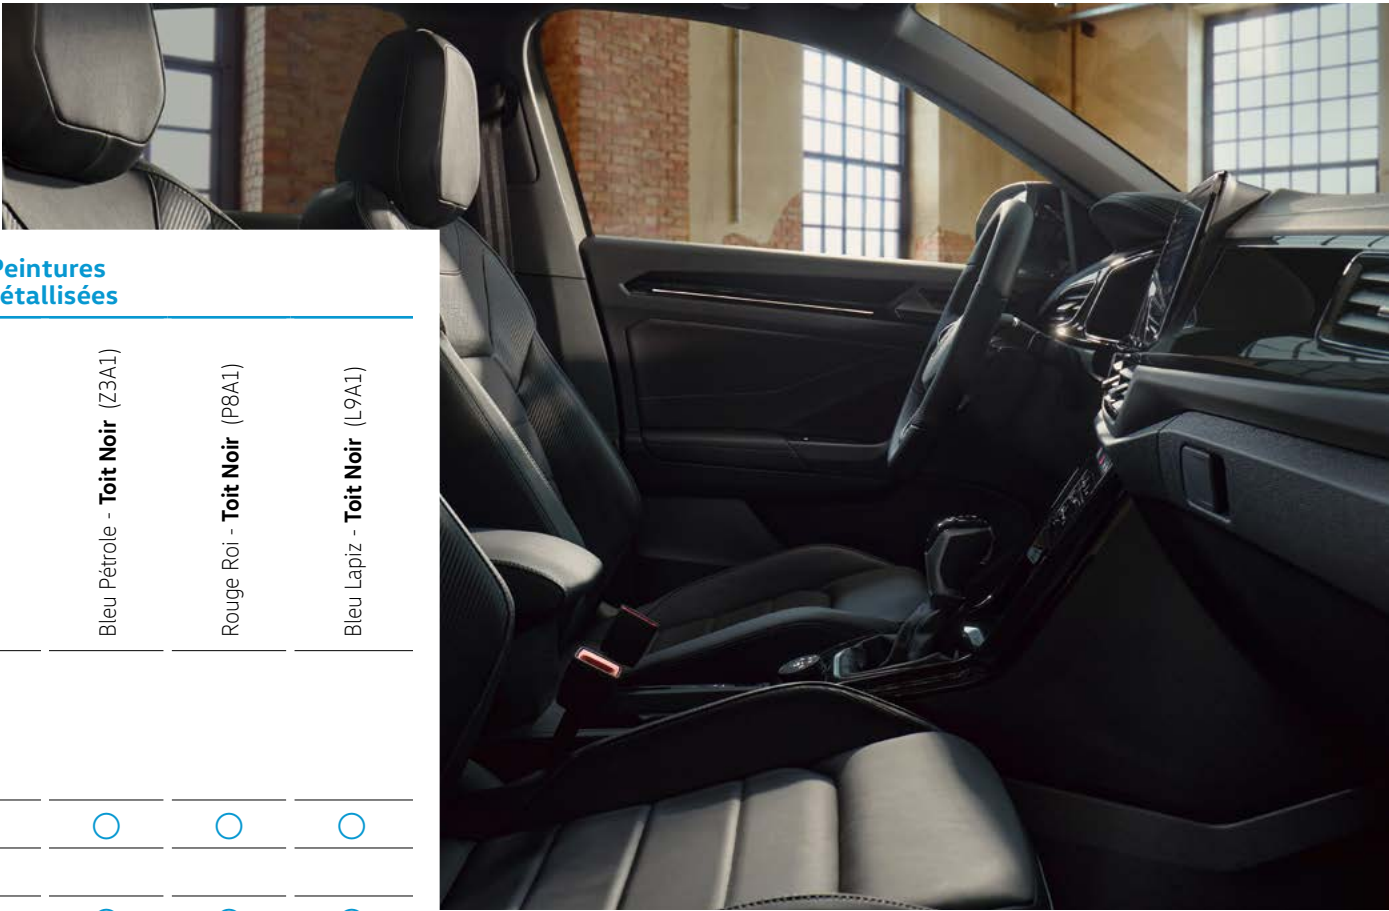 Peintures
étallisées
Bleu Pétrole - Toit Noir (Z3A1)
Rouge Roi - Toit Noir (P8A1)
Bleu Lapiz - Toit Noir (L9A1)